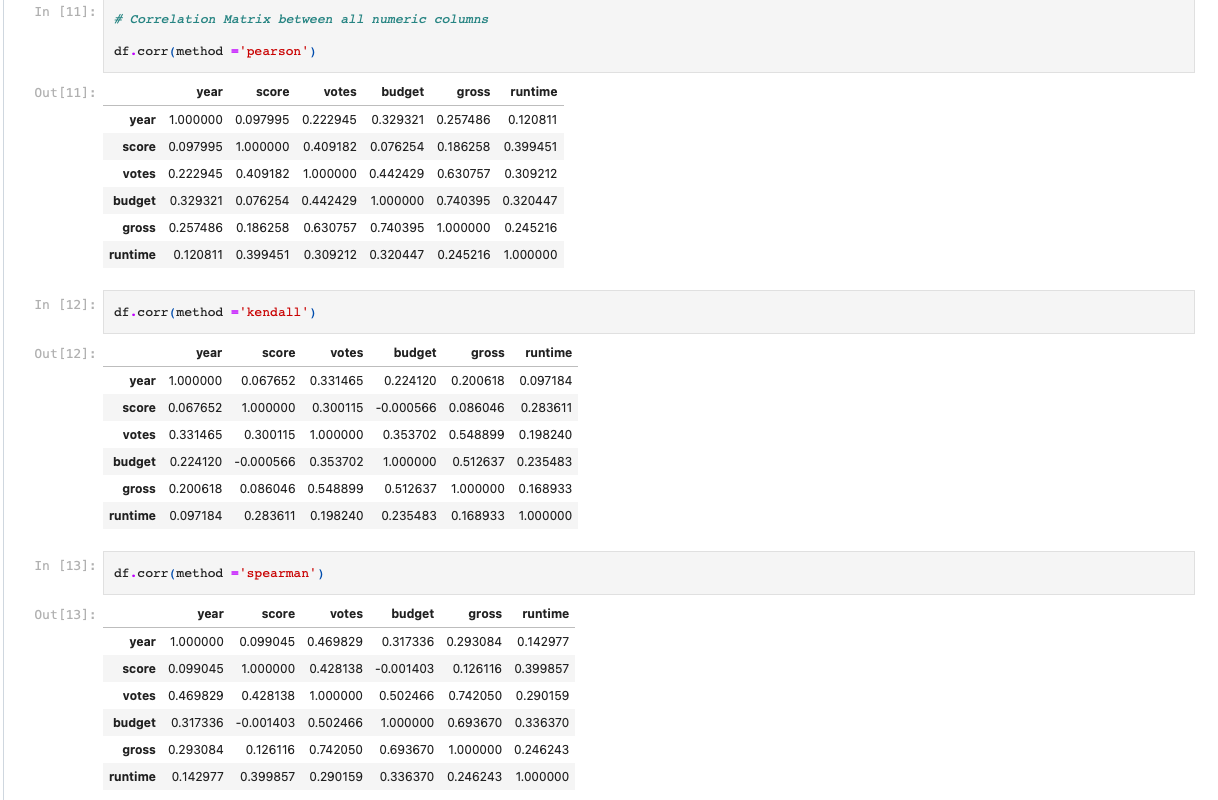 In [11]:
# Correlation Matrix between all numeric columns
df.corr(method ='pearson')
Out[11]:
year score votes budget gross runtime
year 1.000000 0.097995 0.222945 0.329321 0.257486 0.120811
score 0.097995 1.000000 0.409182 0.076254 0.186258 0.399451
votes 0.222945 0.409182 1.000000 0.442429 0.630757 0.309212
budget 0.329321 0.076254 0.442429 1.000000 0.740395 0.320447
gross 0.257486 0.186258 0.630757 0.740395 1.000000 0.245216
runtime 0.120811 0.399451 0.309212 0.320447 0.245216 1.000000
In [12]:
df.corr(method ='kendall')
Out[12]:
year score votes budget gross runtime
year 1.000000 0.067652 0.331465 0.224120 0.200618 0.097184
score 0.067652 1.000000 0.300115 -0.000566 0.086046 0.283611
votes 0.331465 0.300115 1.000000 0.353702 0.548899 0.198240
budget 0.224120 -0.000566 0.353702 1.000000 0.512637 0.235483
gross 0.200618 0.086046 0.548899 0.512637 1.000000 0.168933
runtime 0.097184 0.283611 0.198240 0.235483 0.168933 1.000000
In [13]:
df.corr(method ='spearman')
Out[13]:
year score votes budget gross runtime
year 1.000000 0.099045 0.469829 0.317336 0.293084 0.142977
score 0.099045 1.000000 0.428138 -0.001403 0.126116 0.399857
votes 0.469829 0.428138 1.000000 0.502466 0.742050 0.290159
budget 0.317336 -0.001403 0.502466 1.000000 0.693670 0.336370
gross 0.293084 0.126116 0.742050 0.693670 1.000000 0.246243
runtime 0.142977 0.399857 0.290159 0.336370 0.246243 1.000000